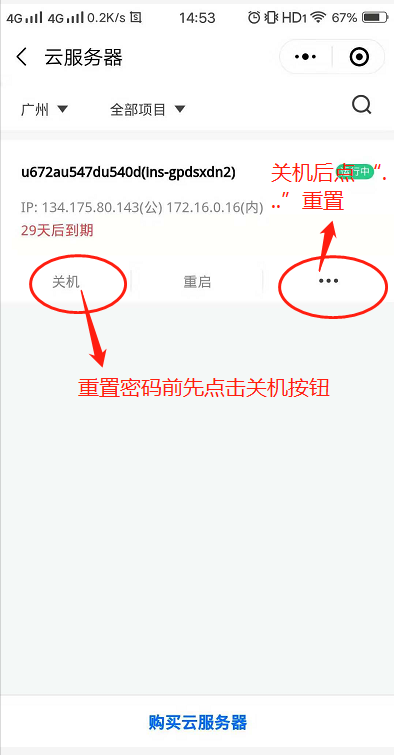 4G 4G 0.2K/s 14:53 HD1 67%
云服务器
广州 全部项目
u672au547du540d(Ins-gpdsxdn2)
关机后点“.
..”重置
行中
IP: 134.175.80.143(公) 172.16.0.16(内)
29天后到期
关机 重启 •••
重置密码前先点击关机按钮
购买云服务器